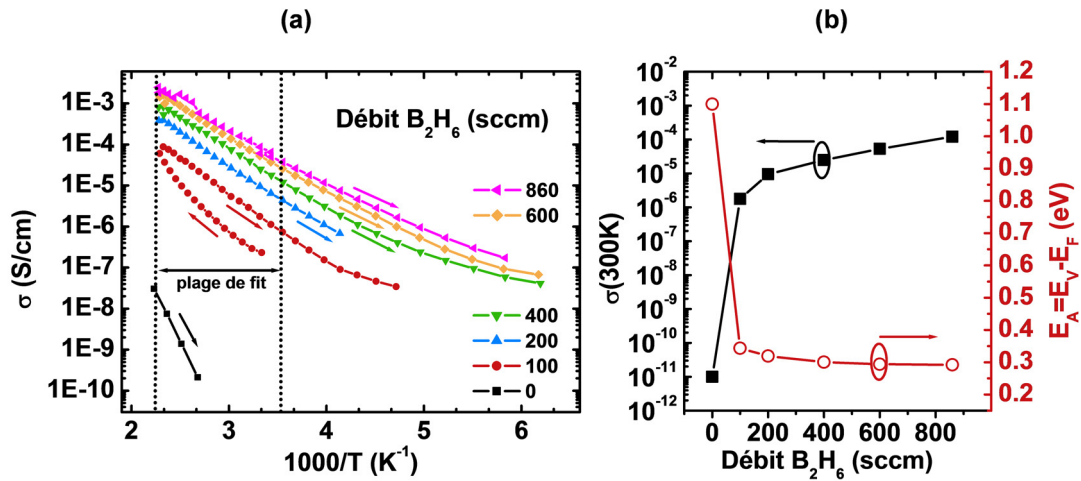 (a)
(b)
Débit B₂H₆ (sccm)
1E-3
1E-4
1E-5
1E-6
1E-7
1E-8
1E-9
1E-10
σ (S/cm)
860
600
plage de fit
400
200
100
0
2 3 4 5 6
1000/T (K⁻¹)
10⁻²
10⁻³
10⁻⁴
10⁻⁵
10⁻⁶
10⁻⁷
10⁻⁸
10⁻⁹
10⁻¹⁰
10⁻¹¹
10⁻¹²
σ(300K)
1.2
1.1
1.0
0.9
0.8
0.7
0.6
0.5
0.4
0.3
0.2
E_A=E_V-E_F (eV)
0 200 400 600 800
Débit B₂H₆ (sccm)